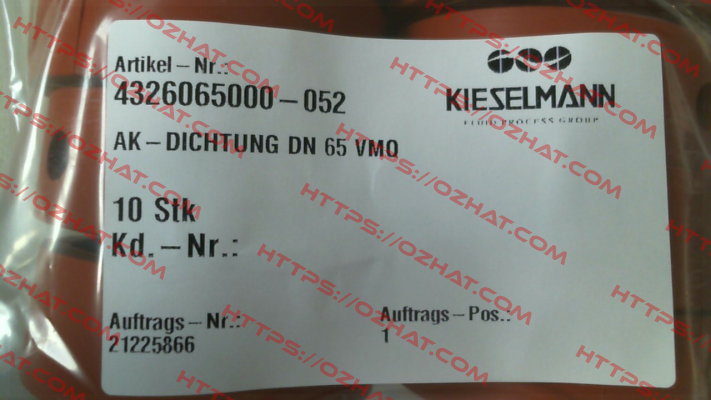 Artikel-Nr.:
4326065000-052
KIESELMANN
FLUID PROCESS GROUP
AK-DICHTUNG DN 65 VMQ
10 Stk
Kd.-Nr.:
Auftrags-Nr.:
21225866
Auftrags-Pos.:
1
HTTPS://OZHAT.COM